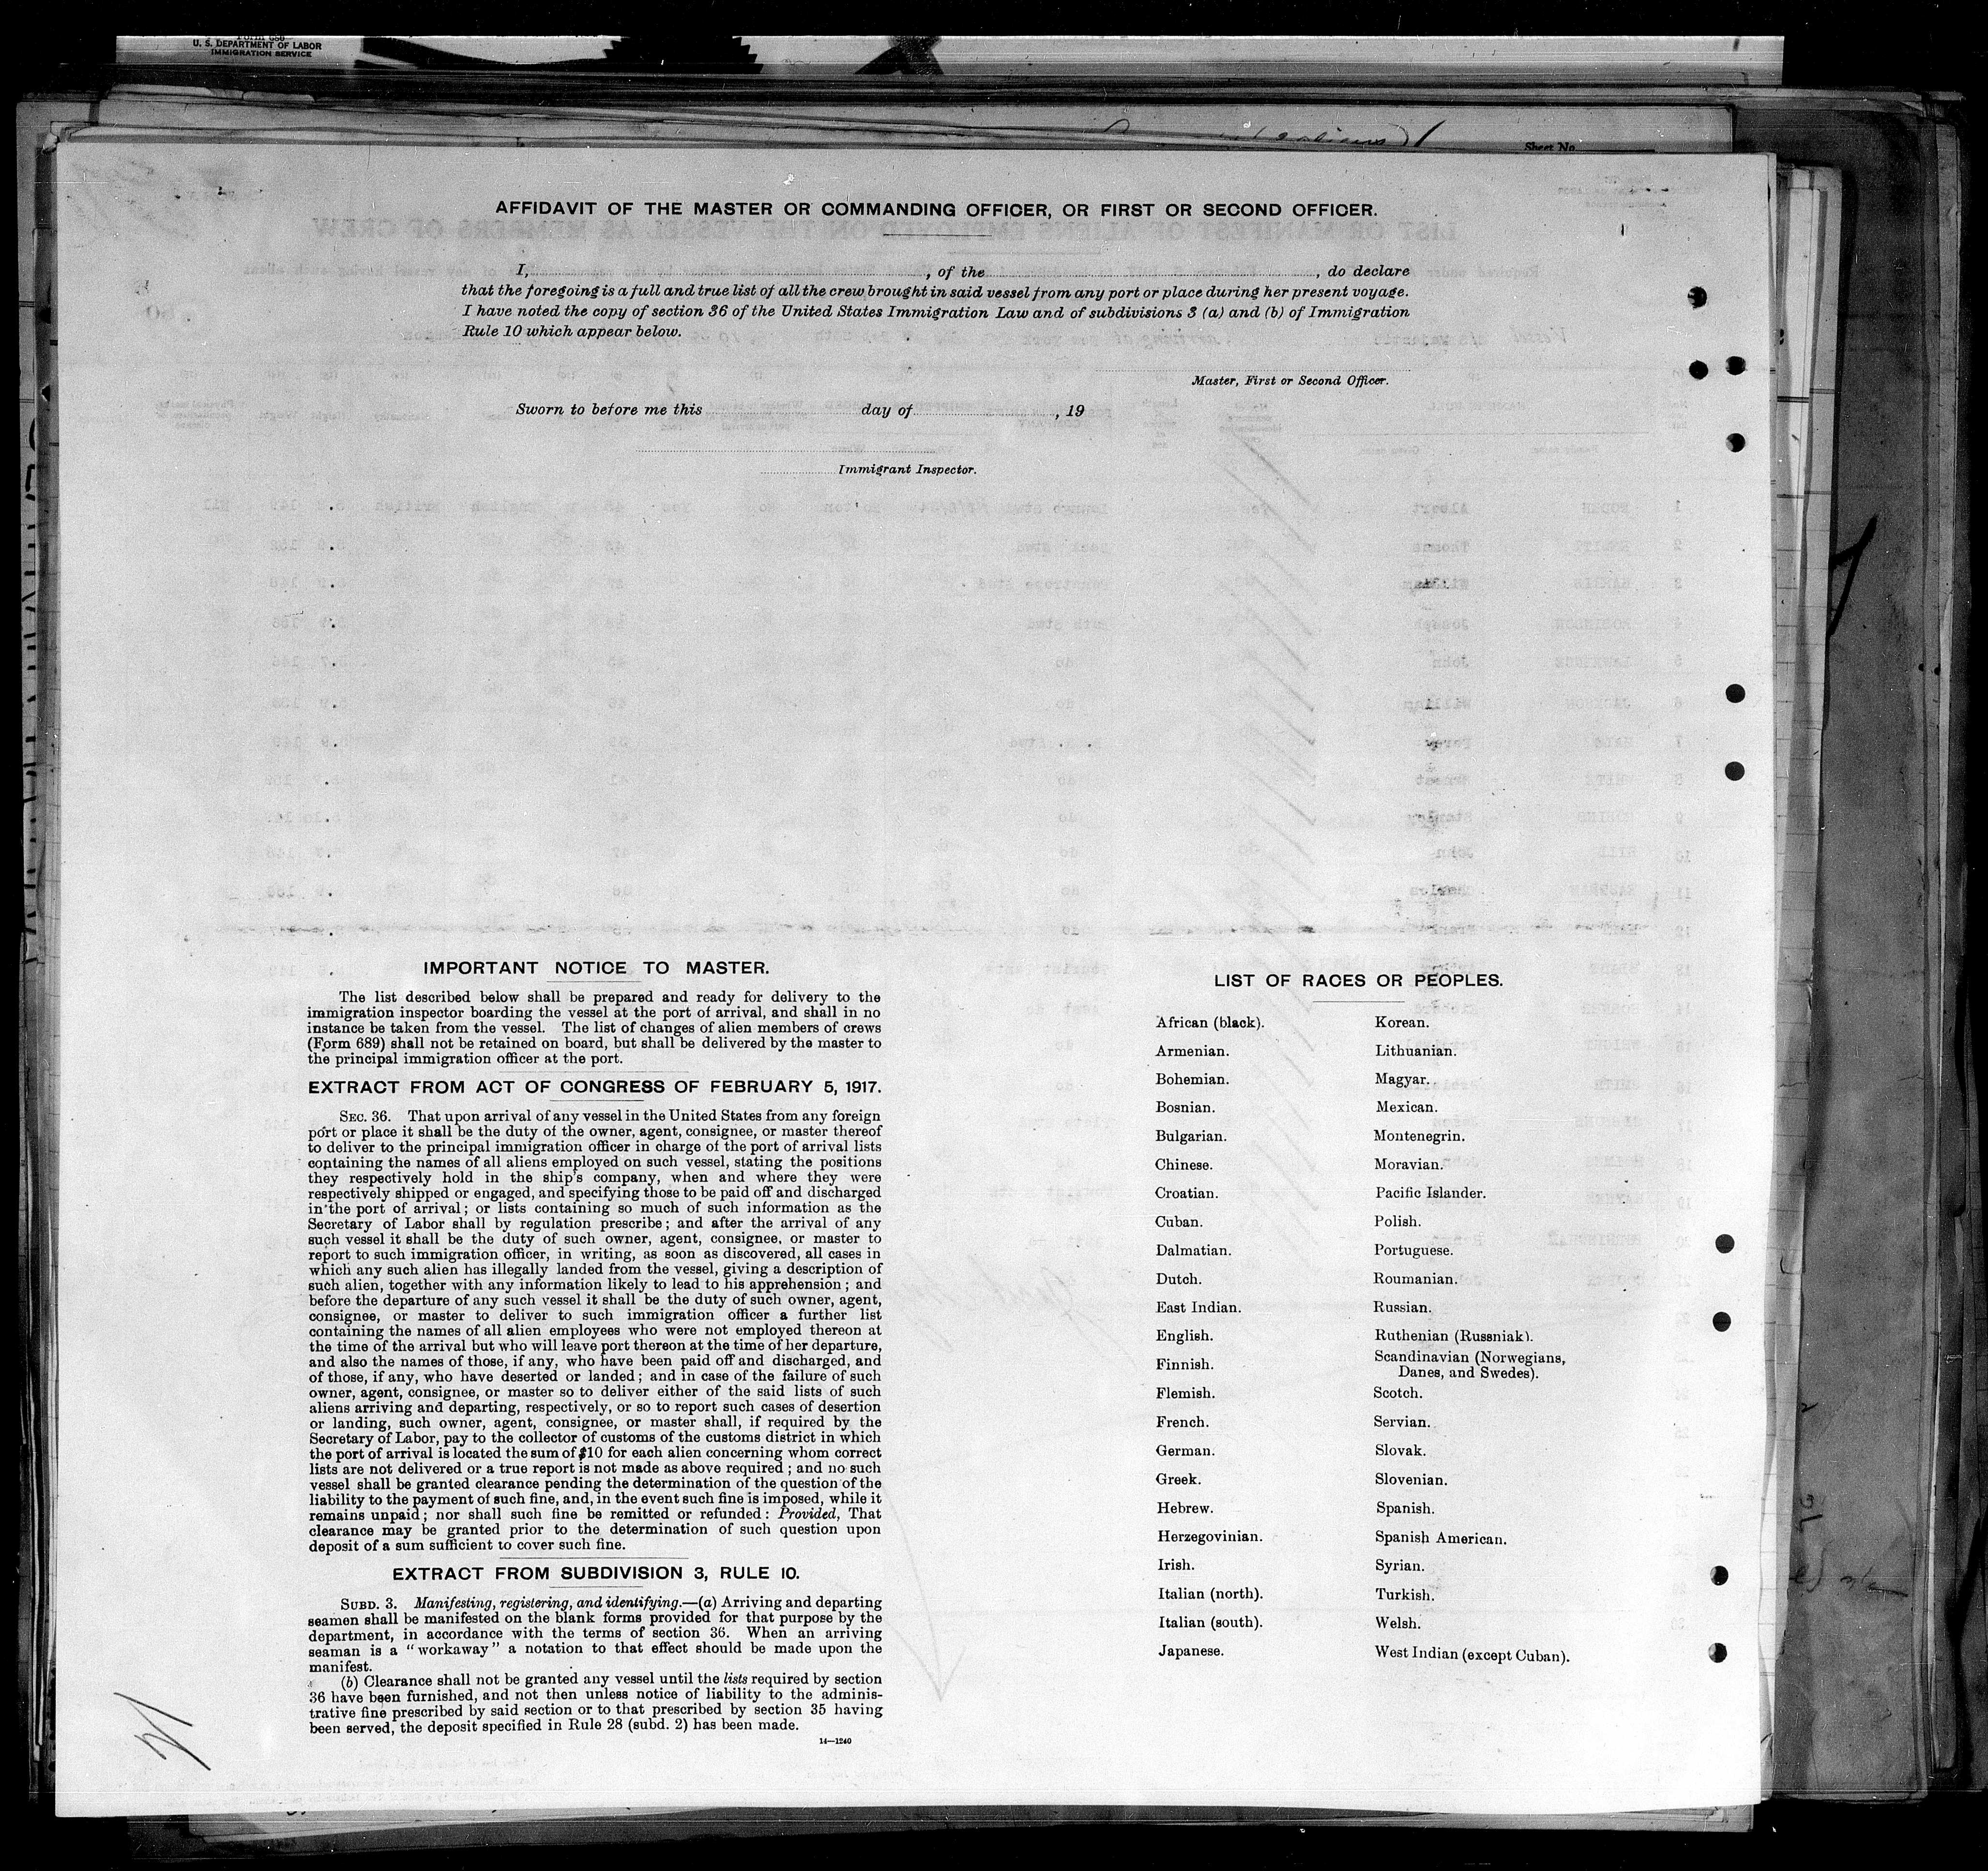 U. S. DEPARTMENT OF LABOR
IMMIGRATION SERVICE
Sheet No.
AFFIDAVIT OF THE MASTER OR COMMANDING OFFICER, OR FIRST OR SECOND OFFICER.
I, , of the , do declare
that the foregoing is a full and true list of all the crew brought in said vessel from any port or place during her present voyage.
I have noted the copy of section 36 of the United States Immigration Law and of subdivisions 3 (a) and (b) of Immigration
Rule 10 which appear below.
Master, First or Second Officer.
Sworn to before me this day of , 19
Immigrant Inspector.
IMPORTANT NOTICE TO MASTER.
The list described below shall be prepared and ready for delivery to the
immigration inspector boarding the vessel at the port of arrival, and shall in no
instance be taken from the vessel. The list of changes of alien members of crews
(Form 689) shall not be retained on board, but shall be delivered by the master to
the principal immigration officer at the port.
EXTRACT FROM ACT OF CONGRESS OF FEBRUARY 5, 1917.
SEC. 36. That upon arrival of any vessel in the United States from any foreign
port or place it shall be the duty of the owner, agent, consignee, or master thereof
to deliver to the principal immigration officer in charge of the port of arrival lists
containing the names of all aliens employed on such vessel, stating the positions
they respectively hold in the ship's company, when and where they were
respectively shipped or engaged, and specifying those to be paid off and discharged
in the port of arrival; or lists containing so much of such information as the
Secretary of Labor shall by regulation prescribe; and after the arrival of any
such vessel it shall be the duty of such owner, agent, consignee, or master to
report to such immigration officer, in writing, as soon as discovered, all cases in
which any such alien has illegally landed from the vessel, giving a description of
such alien, together with any information likely to lead to his apprehension; and
before the departure of any such vessel it shall be the duty of such owner, agent,
consignee, or master to deliver to such immigration officer a further list
containing the names of all alien employees who were not employed thereon at
the time of the arrival but who will leave port thereon at the time of her departure,
and also the names of those, if any, who have been paid off and discharged, and
of those, if any, who have deserted or landed; and in case of the failure of such
owner, agent, consignee, or master so to deliver either of the said lists of such
aliens arriving and departing, respectively, or so to report such cases of desertion
or landing, such owner, agent, consignee, or master shall, if required by the
Secretary of Labor, pay to the collector of customs of the customs district in which
the port of arrival is located the sum of $10 for each alien concerning whom correct
lists are not delivered or a true report is not made as above required; and no such
vessel shall be granted clearance pending the determination of the question of the
liability to the payment of such fine, and, in the event such fine is imposed, while it
remains unpaid; nor shall such fine be remitted or refunded: Provided, That
clearance may be granted prior to the determination of such question upon
deposit of a sum sufficient to cover such fine.
EXTRACT FROM SUBDIVISION 3, RULE 10.
SUBD. 3. Manifesting, registering, and identifying.—(a) Arriving and departing
seamen shall be manifested on the blank forms provided for that purpose by the
department, in accordance with the terms of section 36. When an arriving
seaman is a "workaway" a notation to that effect should be made upon the
manifest.
(b) Clearance shall not be granted any vessel until the lists required by section
36 have been furnished, and not then unless notice of liability to the adminis-
trative fine prescribed by said section or to that prescribed by section 35 having
been served, the deposit specified in Rule 28 (subd. 2) has been made.
14—1240
LIST OF RACES OR PEOPLES.
African (black).
Armenian.
Bohemian.
Bosnian.
Bulgarian.
Chinese.
Croatian.
Cuban.
Dalmatian.
Dutch.
East Indian.
English.
Finnish.
Flemish.
French.
German.
Greek.
Hebrew.
Herzegovinian.
Irish.
Italian (north).
Italian (south).
Japanese.
Korean.
Lithuanian.
Magyar.
Mexican.
Montenegrin.
Moravian.
Pacific Islander.
Polish.
Portuguese.
Roumanian.
Russian.
Ruthenian (Russniak).
Scandinavian (Norwegians,
Danes, and Swedes).
Scotch.
Servian.
Slovak.
Slovenian.
Spanish.
Spanish American.
Syrian.
Turkish.
Welsh.
West Indian (except Cuban).